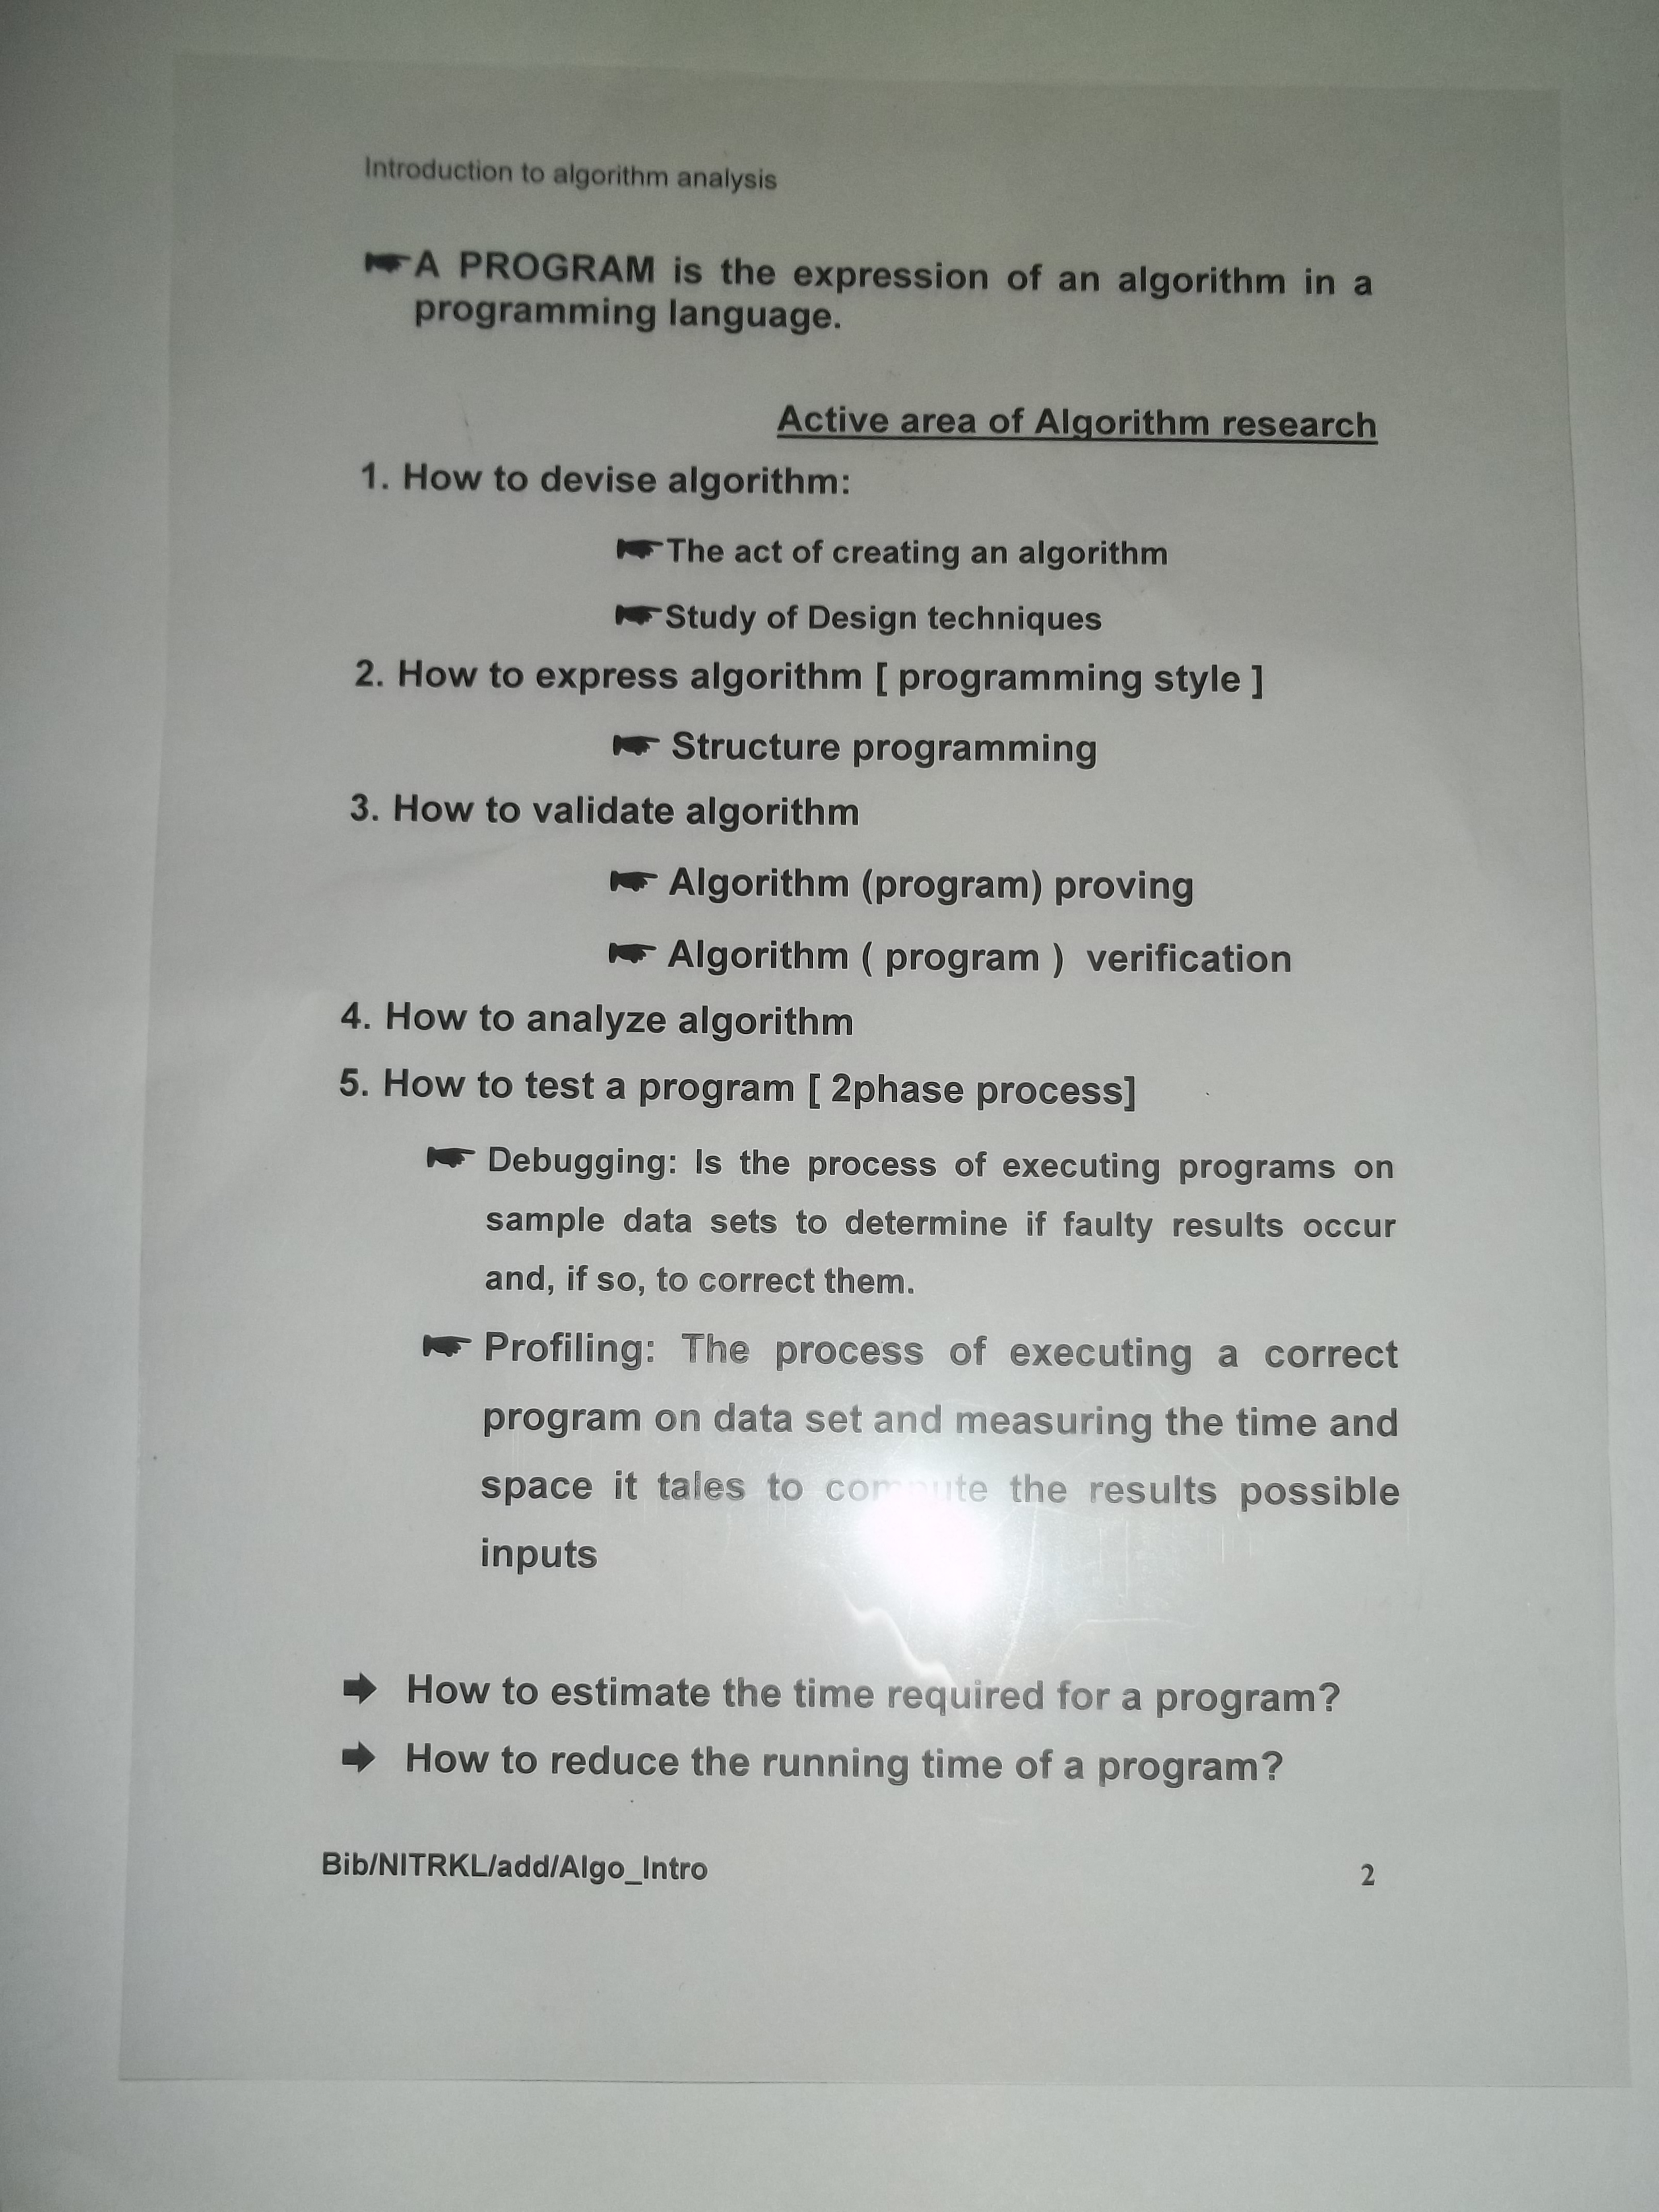 Introduction to algorithm analysis
☛A PROGRAM is the expression of an algorithm in a
programming language.
Active area of Algorithm research
1. How to devise algorithm:
☛The act of creating an algorithm
☛Study of Design techniques
2. How to express algorithm [ programming style ]
☛ Structure programming
3. How to validate algorithm
☛ Algorithm (program) proving
☛ Algorithm ( program ) verification
4. How to analyze algorithm
5. How to test a program [ 2phase process]
☛ Debugging: Is the process of executing programs on
sample data sets to determine if faulty results occur
and, if so, to correct them.
☛ Profiling: The process of executing a correct
program on data set and measuring the time and
space it tales to compute the results possible
inputs
➡ How to estimate the time required for a program?
➡ How to reduce the running time of a program?
Bib/NITRKL/add/Algo_Intro 2